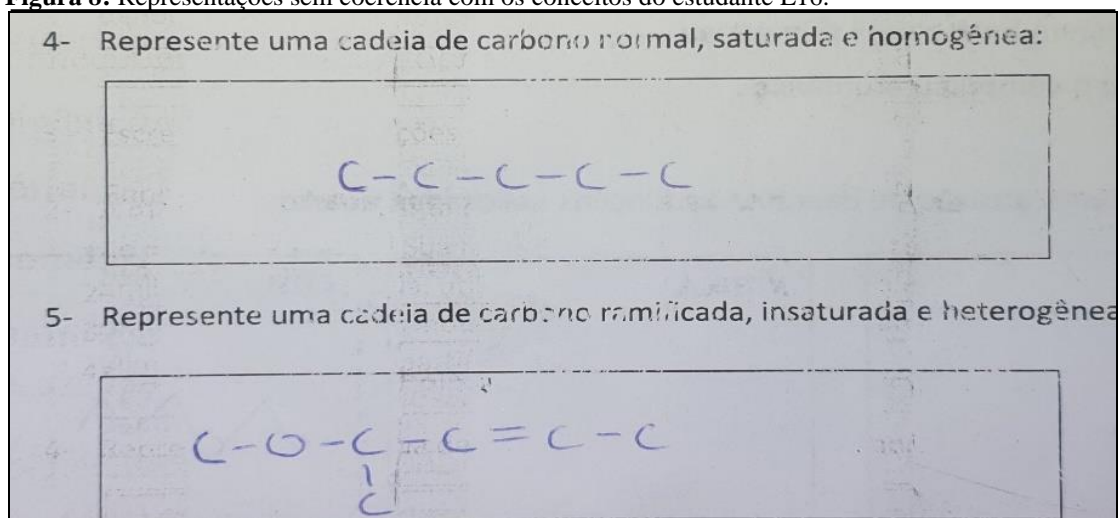 Figura 8: Representações sem coerência com os conceitos do estudante E16.
4- Represente uma cadeia de carbono normal, saturada e homogênea:
C-C-C-C-C
5- Represente uma cadeia de carbono ramificada, insaturada e heterogênea
C-O-C-C=C-C
|
C